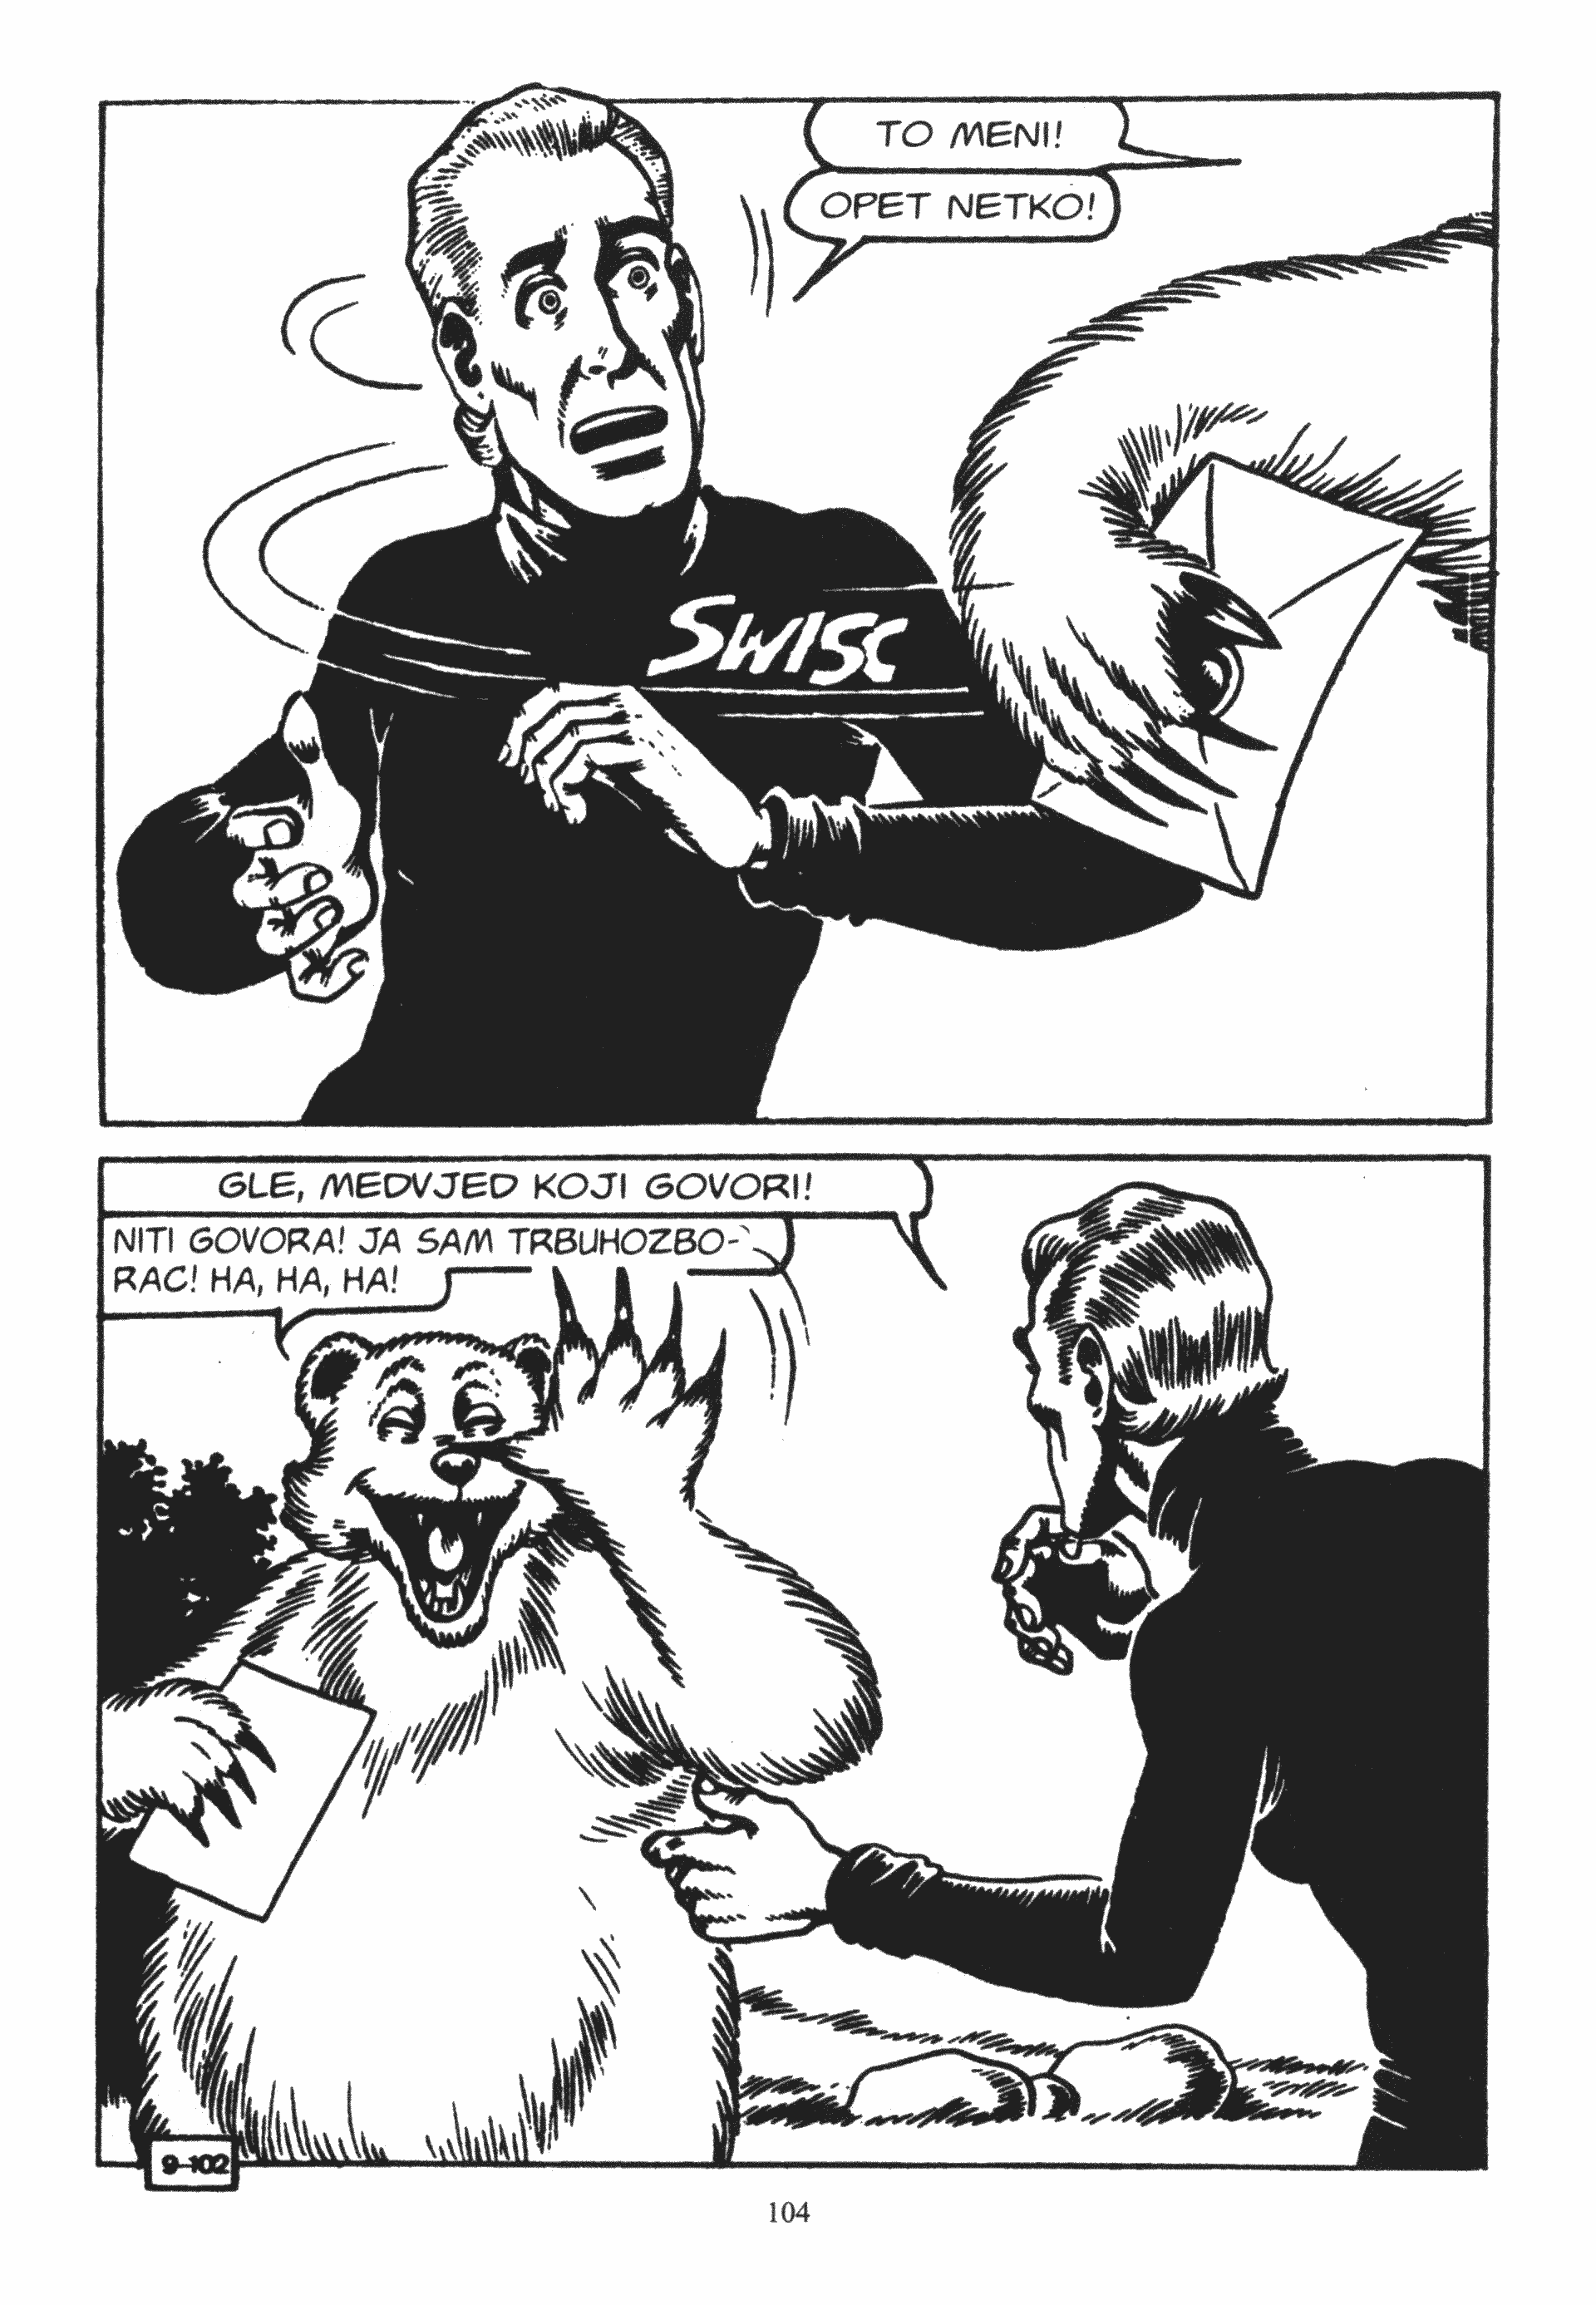 TO MENI!
OPET NETKO!
SWISC
GLE, MEDVJED KOJI GOVORI!
NITI GOVORA! JA SAM TRBUHOZBO-
RAC! HA, HA, HA!
9-102
104